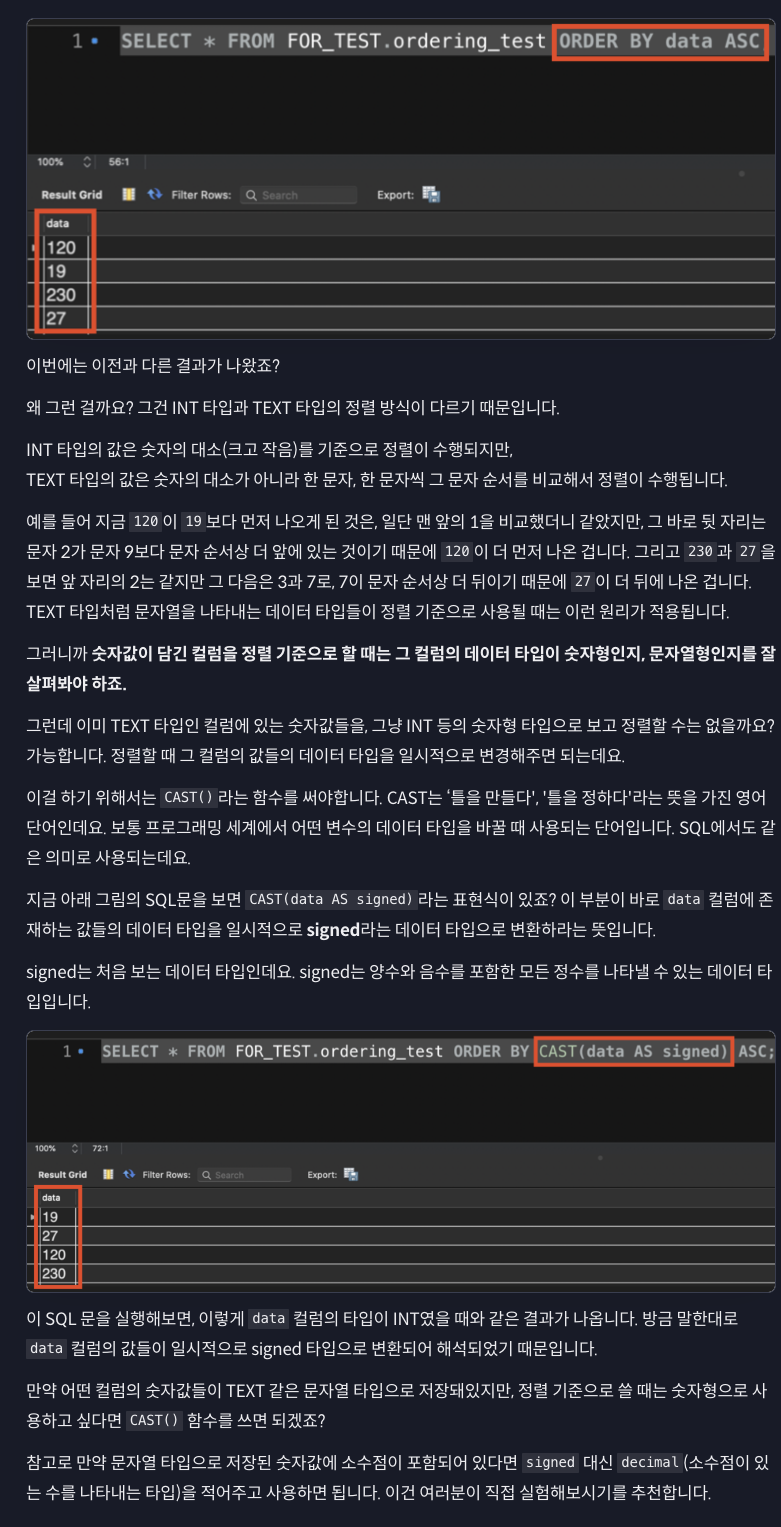 1 SELECT * FROM FOR_TEST.ordering_test ORDER BY data ASC
100% 56:1
Result Grid Filter Rows: Search Export:
data
120
19
230
27
이번에는 이전과 다른 결과가 나왔죠?
왜 그런 걸까요? 그건 INT 타입과 TEXT 타입의 정렬 방식이 다르기 때문입니다.
INT 타입의 값은 숫자의 대소(크고 작음)를 기준으로 정렬이 수행되지만,
TEXT 타입의 값은 숫자의 대소가 아니라 한 문자, 한 문자씩 그 문자 순서를 비교해서 정렬이 수행됩니다.
예를 들어 지금 120이 19보다 먼저 나오게 된 것은, 일단 맨 앞의 1을 비교했더니 같았지만, 그 바로 뒷 자리는
문자 2가 문자 9보다 문자 순서상 더 앞에 있는 것이기 때문에 120이 더 먼저 나온 겁니다. 그리고 230과 27을
보면 앞 자리의 2는 같지만 그 다음은 3과 7로, 7이 문자 순서상 더 뒤이기 때문에 27이 더 뒤에 나온 겁니다.
TEXT 타입처럼 문자열을 나타내는 데이터 타입들이 정렬 기준으로 사용될 때는 이런 원리가 적용됩니다.
그러니까 숫자값이 담긴 컬럼을 정렬 기준으로 할 때는 그 컬럼의 데이터 타입이 숫자형인지, 문자열형인지를 잘
살펴봐야 하죠.
그런데 이미 TEXT 타입인 컬럼에 있는 숫자값들을, 그냥 INT 등의 숫자형 타입으로 보고 정렬할 수는 없을까요?
가능합니다. 정렬할 때 그 컬럼의 값들의 데이터 타입을 일시적으로 변경해주면 되는데요.
이걸 하기 위해서는 CAST()라는 함수를 써야합니다. CAST는 ‘틀을 만들다', '틀을 정하다'라는 뜻을 가진 영어
단어인데요. 보통 프로그래밍 세계에서 어떤 변수의 데이터 타입을 바꿀 때 사용되는 단어입니다. SQL에서도 같
은 의미로 사용되는데요.
지금 아래 그림의 SQL문을 보면 CAST(data AS signed)라는 표현식이 있죠? 이 부분이 바로 data 컬럼에 존
재하는 값들의 데이터 타입을 일시적으로 signed라는 데이터 타입으로 변환하라는 뜻입니다.
signed는 처음 보는 데이터 타입인데요. signed는 양수와 음수를 포함한 모든 정수를 나타낼 수 있는 데이터 타
입입니다.
1 SELECT * FROM FOR_TEST.ordering_test ORDER BY CAST(data AS signed) ASC;
100% 72:1
Result Grid Filter Rows: Search Export:
data
19
27
120
230
이 SQL 문을 실행해보면, 이렇게 data 컬럼의 타입이 INT였을 때와 같은 결과가 나옵니다. 방금 말한대로
data 컬럼의 값들이 일시적으로 signed 타입으로 변환되어 해석되었기 때문입니다.
만약 어떤 컬럼의 숫자값들이 TEXT 같은 문자열 타입으로 저장돼있지만, 정렬 기준으로 쓸 때는 숫자형으로 사
용하고 싶다면 CAST() 함수를 쓰면 되겠죠?
참고로 만약 문자열 타입으로 저장된 숫자값에 소수점이 포함되어 있다면 signed 대신 decimal(소수점이 있
는 수를 나타내는 타입)을 적어주고 사용하면 됩니다. 이건 여러분이 직접 실험해보시기를 추천합니다.